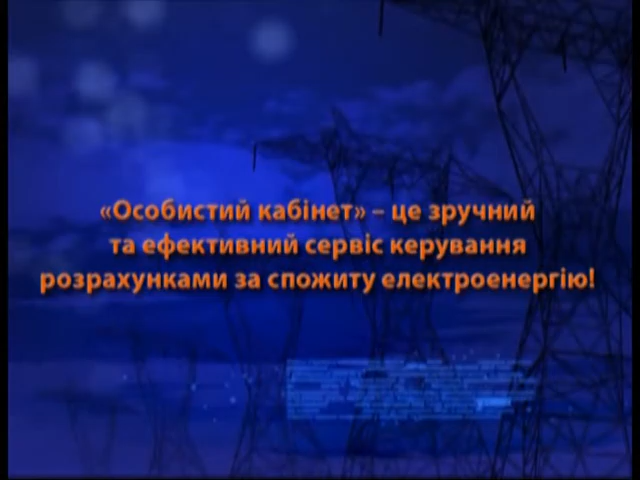 «Особистий кабінет» – це зручний
та ефективний сервіс керування
розрахунками за спожиту електроенергію!